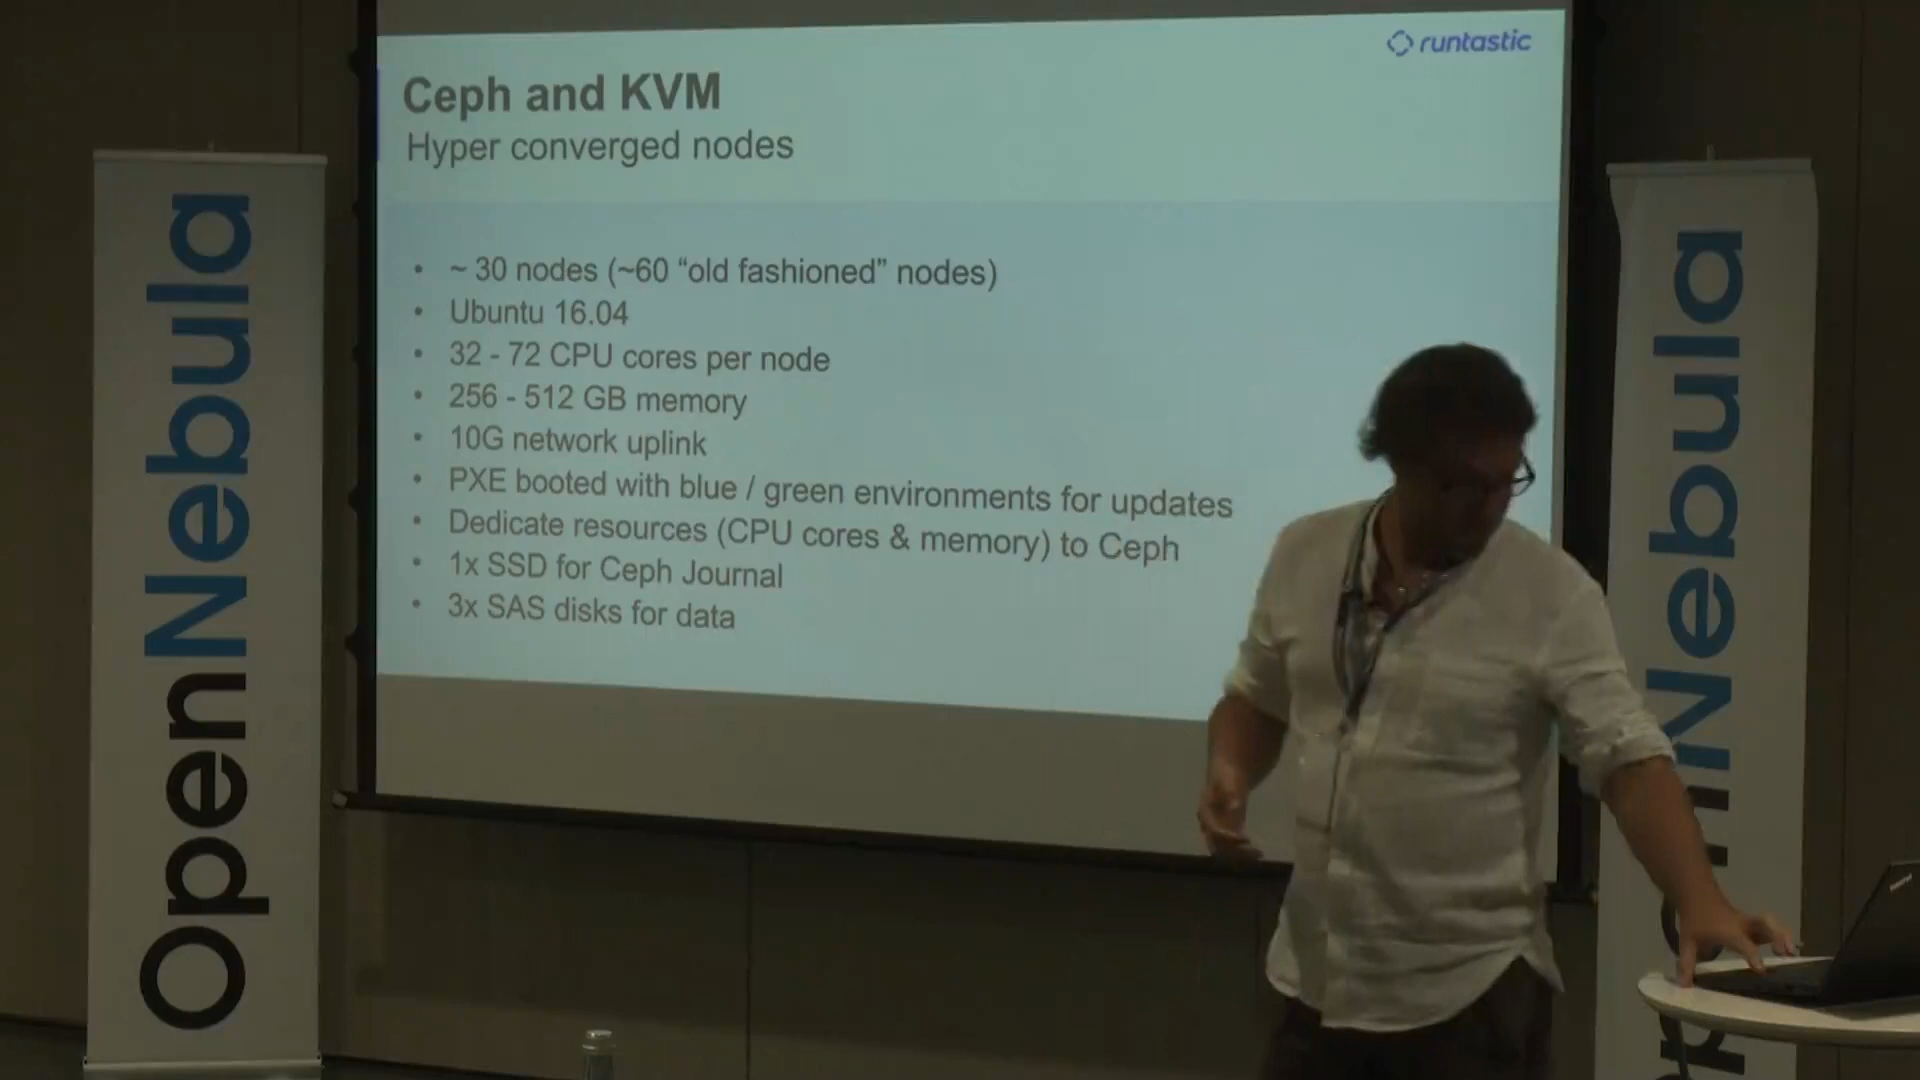 runtastic
Ceph and KVM
Hyper converged nodes
• ~ 30 nodes (~60 “old fashioned” nodes)
• Ubuntu 16.04
• 32 - 72 CPU cores per node
• 256 - 512 GB memory
• 10G network uplink
• PXE booted with blue / green environments for updates
• Dedicate resources (CPU cores & memory) to Ceph
• 1x SSD for Ceph Journal
• 3x SAS disks for data
OpenNebula
OpenNebula